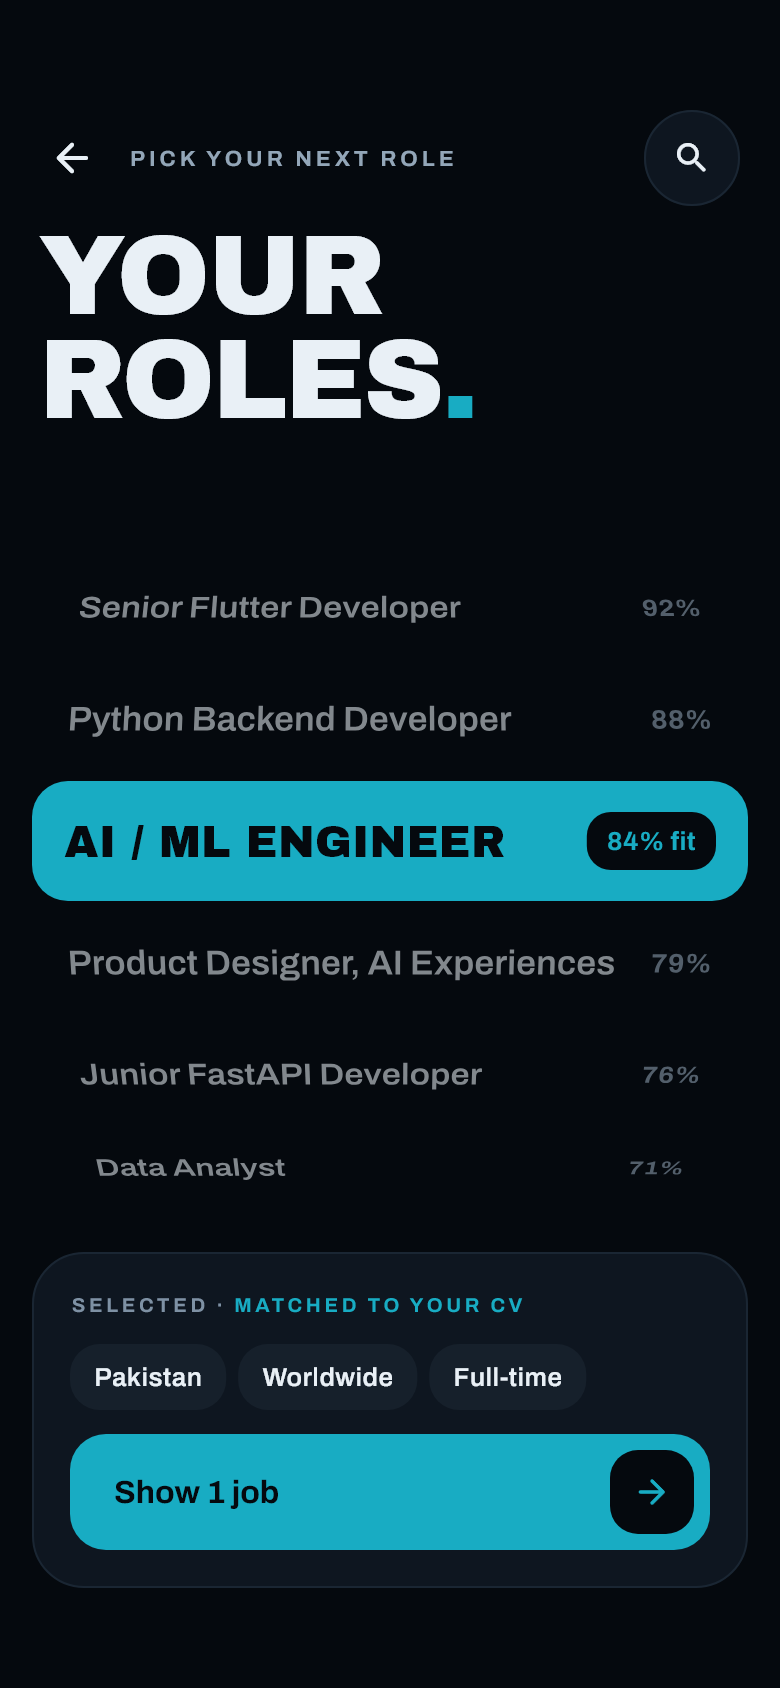 PICK YOUR NEXT ROLE
YOUR
ROLES.
Senior Flutter Developer 92%
Python Backend Developer 88%
AI / ML ENGINEER 84% fit
Product Designer, AI Experiences 79%
Junior FastAPI Developer 76%
Data Analyst 71%
SELECTED · MATCHED TO YOUR CV
Pakistan Worldwide Full-time
Show 1 job